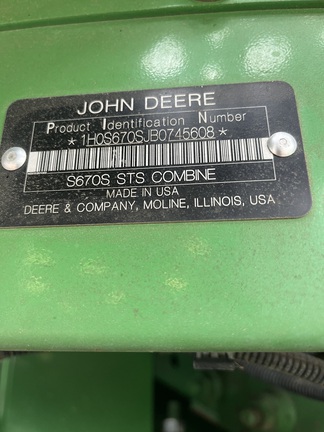 JOHN DEERE
Product Identification Number
*1H0S670SJB0745608*
S670S STS COMBINE
MADE IN USA
DEERE & COMPANY, MOLINE, ILLINOIS, USA